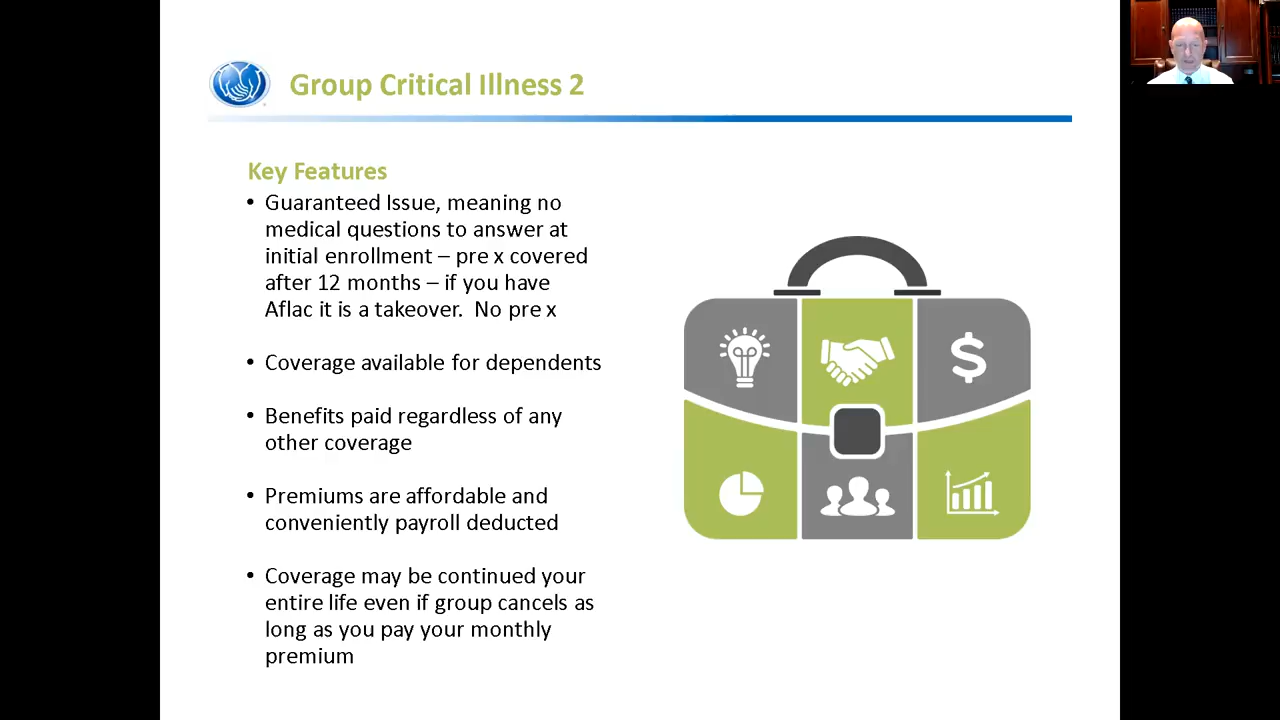 Group Critical Illness 2
Key Features
• Guaranteed Issue, meaning no
medical questions to answer at
initial enrollment – pre x covered
after 12 months – if you have
Aflac it is a takeover.  No pre x
• Coverage available for dependents
• Benefits paid regardless of any
other coverage
• Premiums are affordable and
conveniently payroll deducted
• Coverage may be continued your
entire life even if group cancels as
long as you pay your monthly
premium
$